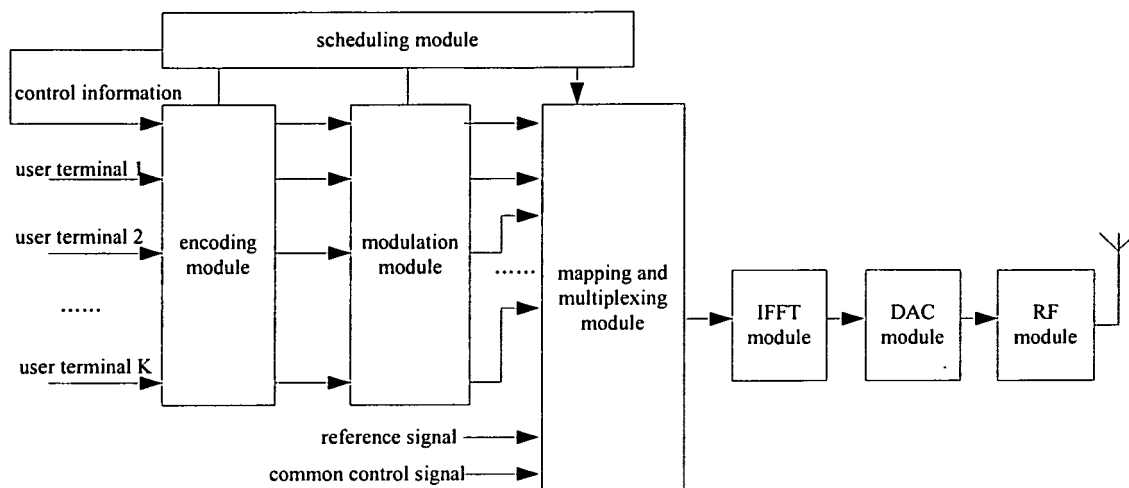 scheduling module
control information
user terminal 1
user terminal 2
......
user terminal K
encoding
module
modulation
module
......
mapping and
multiplexing
module
reference signal
common control signal
IFFT
module
DAC
module
RF
module